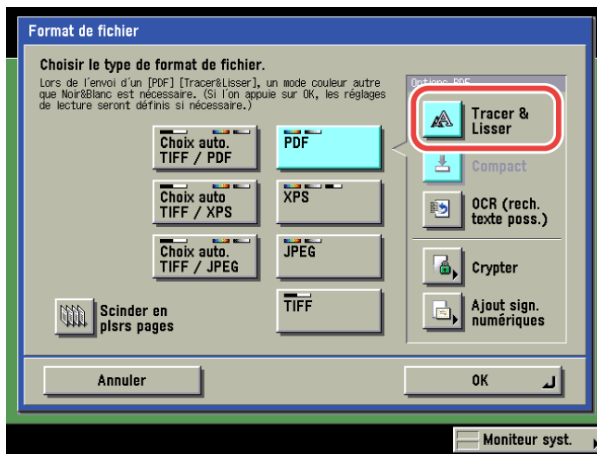 Format de fichier
Choisir le type de format de fichier.
Lors de l'envoi d'un [PDF] [Tracer&Lisser], un mode couleur autre
que Noir&Blanc est nécessaire. (Si l'on appuie sur OK, les réglages
de lecture seront définis si nécessaire.)
Options PDF
Choix auto.
TIFF / PDF
PDF
Tracer &
Lisser
Compact
Choix auto
TIFF / XPS
XPS
OCR (rech.
texte poss.)
Choix auto.
TIFF / JPEG
JPEG
Crypter
Scinder en
plsrs pages
TIFF
Ajout sign.
numériques
Annuler
OK
Moniteur syst.